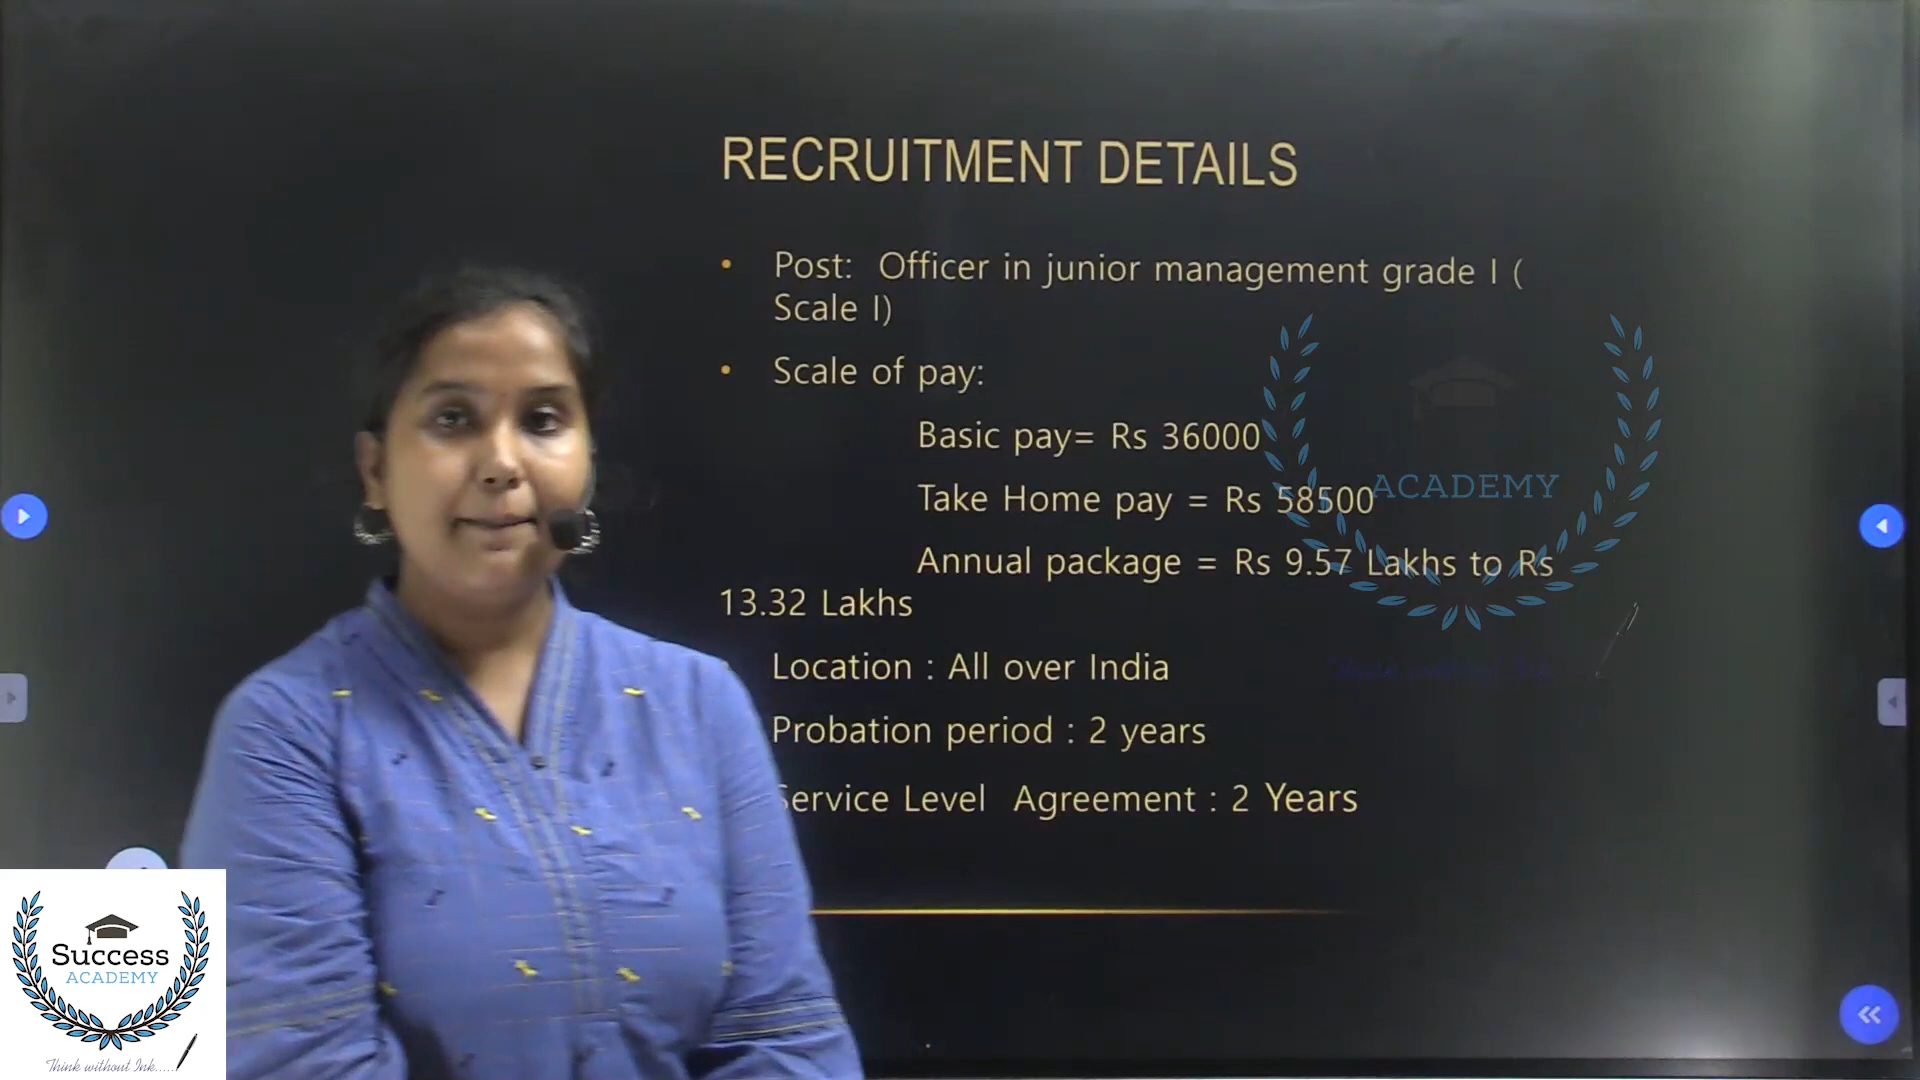 RECRUITMENT DETAILS
• Post: Officer in junior management grade I (
Scale I)
• Scale of pay:
Basic pay= Rs 36000
Take Home pay = Rs 58500
Annual package = Rs 9.57 Lakhs to Rs
13.32 Lakhs
Location : All over India
Probation period : 2 years
Service Level Agreement : 2 Years
ACADEMY
Success
ACADEMY
Think without Ink.....